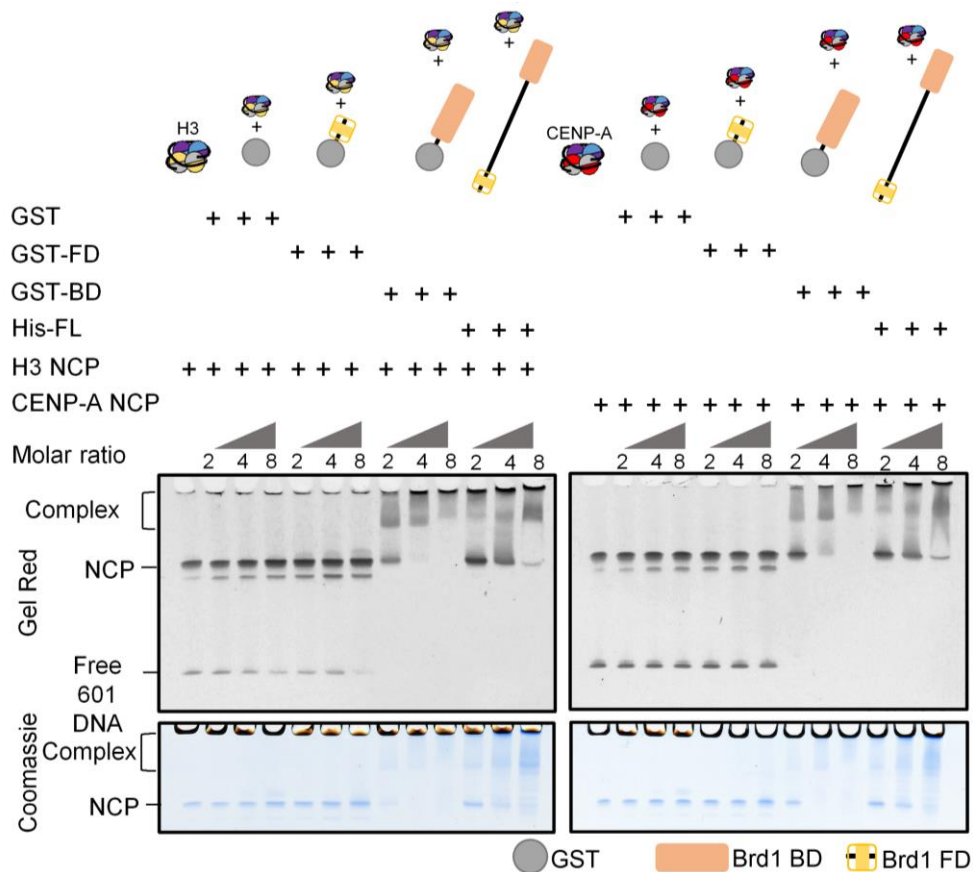 H3
+
+
+
+
CENP-A
+
+
+
+
GST + + + + + +
GST-FD + + + + + +
GST-BD + + + + + +
His-FL + + + + + +
H3 NCP + + + + + + + + + + + + +
CENP-A NCP + + + + + + + + + + + + +
Molar ratio 2 4 8 2 4 8 2 4 8 2 4 8 2 4 8 2 4 8 2 4 8 2 4 8
Complex
NCP
Gel Red
Free
601
DNA
Complex
NCP
Coomassie
GST Brd1 BD Brd1 FD